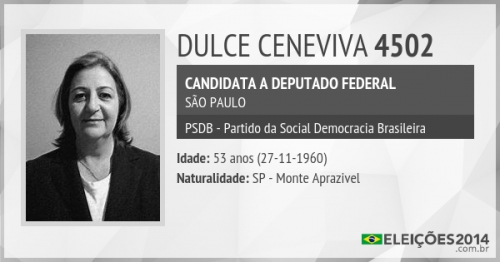 DULCE CENEVIVA 4502
CANDIDATA A DEPUTADO FEDERAL
SÃO PAULO
PSDB - Partido da Social Democracia Brasileira
Idade: 53 anos (27-11-1960)
Naturalidade: SP - Monte Aprazivel
ELEIÇÕES2014
.com.br